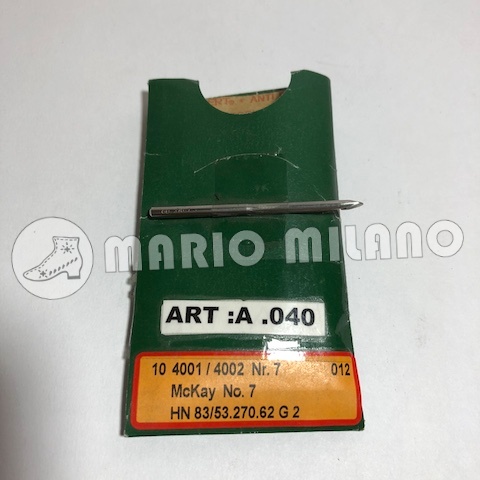 MARIO MILANO
ART :A .040
10 4001 / 4002 Nr. 7 012
McKay No. 7
HN 83/53.270.62 G 2